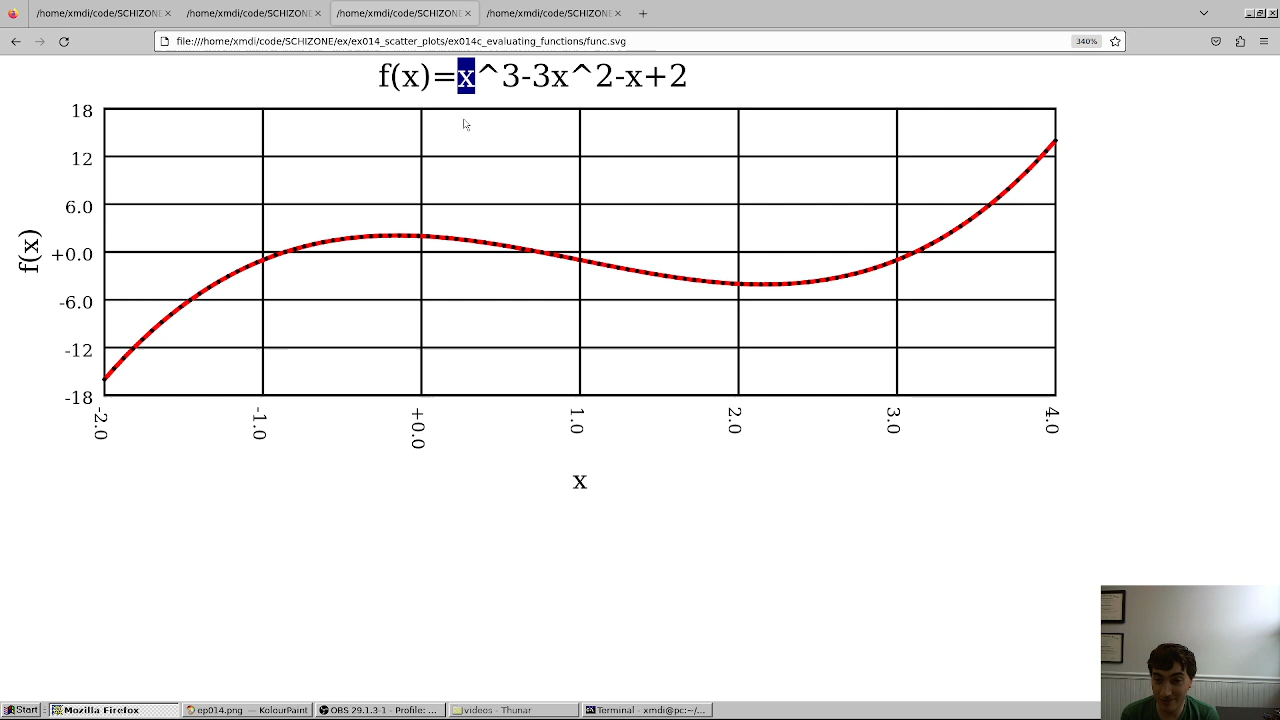 /home/xmdi/code/SCHIZONE × /home/xmdi/code/SCHIZONE × /home/xmdi/code/SCHIZONE × /home/xmdi/code/SCHIZONE × +
file:///home/xmdi/code/SCHIZONE/ex/ex014_scatter_plots/ex014c_evaluating_functions/func.svg 340%
f(x)=x^3-3x^2-x+2
18
12
6.0
+0.0
-6.0
-12
-18
f(x)
-2.0 -1.0 +0.0 1.0 2.0 3.0 4.0
x
Start Mozilla Firefox ep014.png — KolourPaint OBS 29.1.3-1 - Profile: ... videos - Thunar Terminal - xmdi@pc:~/...